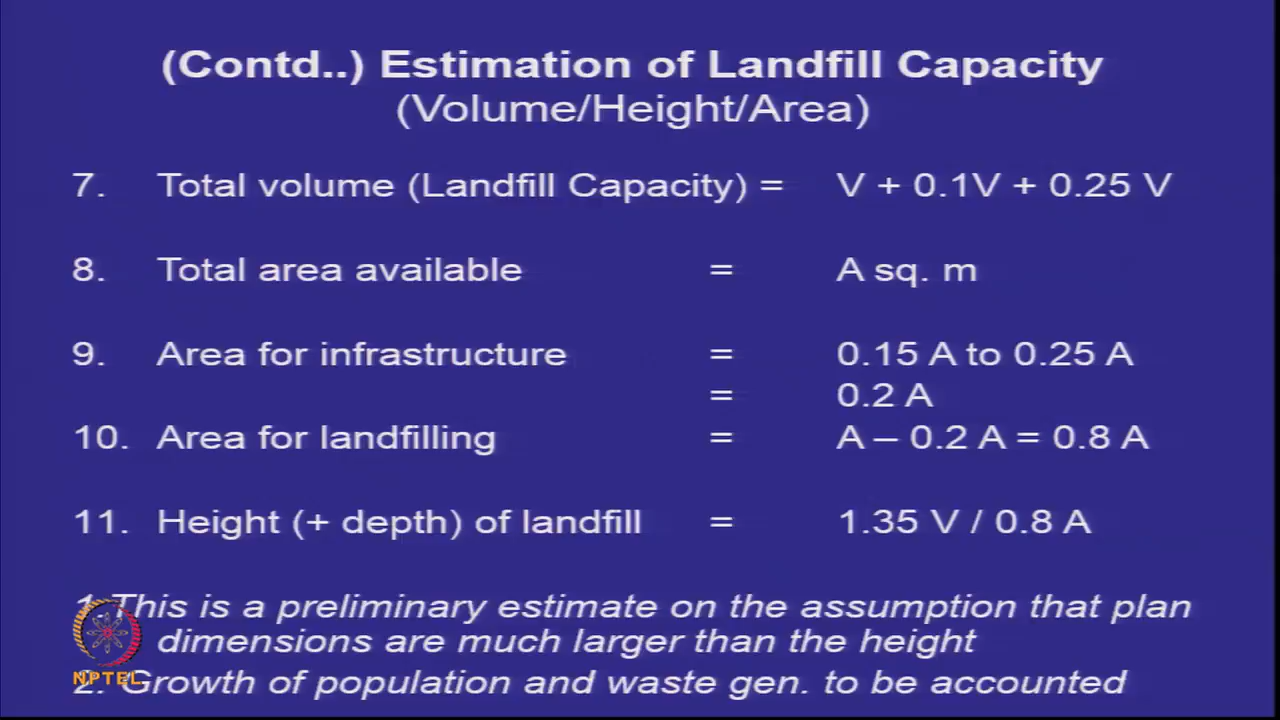 (Contd..) Estimation of Landfill Capacity
(Volume/Height/Area)
7. Total volume (Landfill Capacity) = V + 0.1V + 0.25 V
8. Total area available = A sq. m
9. Area for infrastructure = 0.15 A to 0.25 A
= 0.2 A
10. Area for landfilling = A – 0.2 A = 0.8 A
11. Height (+ depth) of landfill = 1.35 V / 0.8 A
1. This is a preliminary estimate on the assumption that plan
dimensions are much larger than the height
2. Growth of population and waste gen. to be accounted
NPTEL